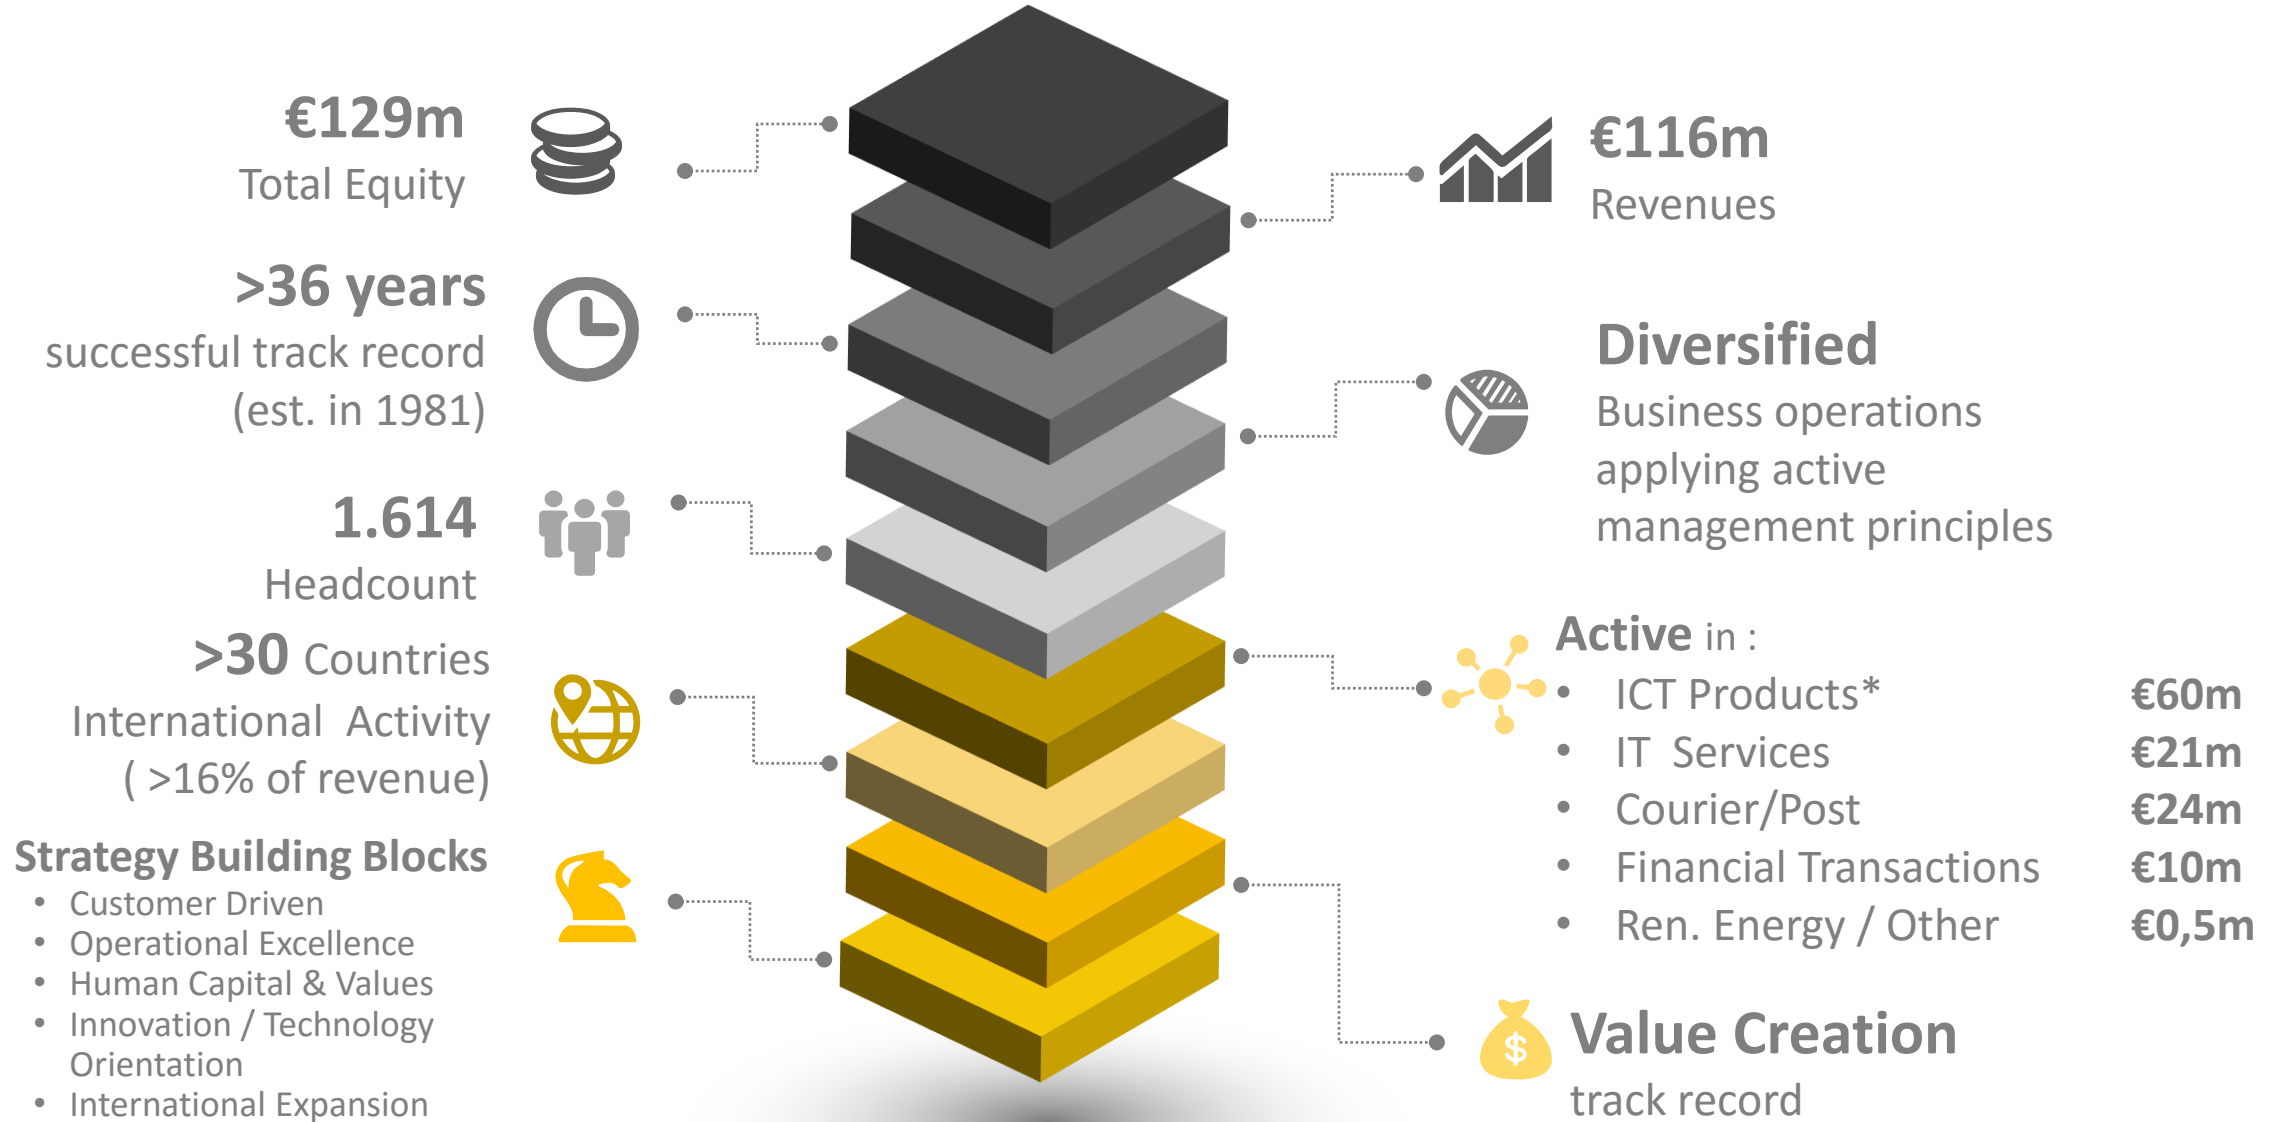 €129m
Total Equity
>36 years
successful track record
(est. in 1981)
1.614
Headcount
>30 Countries
International Activity
( >16% of revenue)
Strategy Building Blocks
• Customer Driven
• Operational Excellence
• Human Capital & Values
• Innovation / Technology
Orientation
• International Expansion
€116m
Revenues
Diversified
Business operations
applying active
management principles
Active in :
• ICT Products* €60m
• IT Services €21m
• Courier/Post €24m
• Financial Transactions €10m
• Ren. Energy / Other €0,5m
$
Value Creation
track record